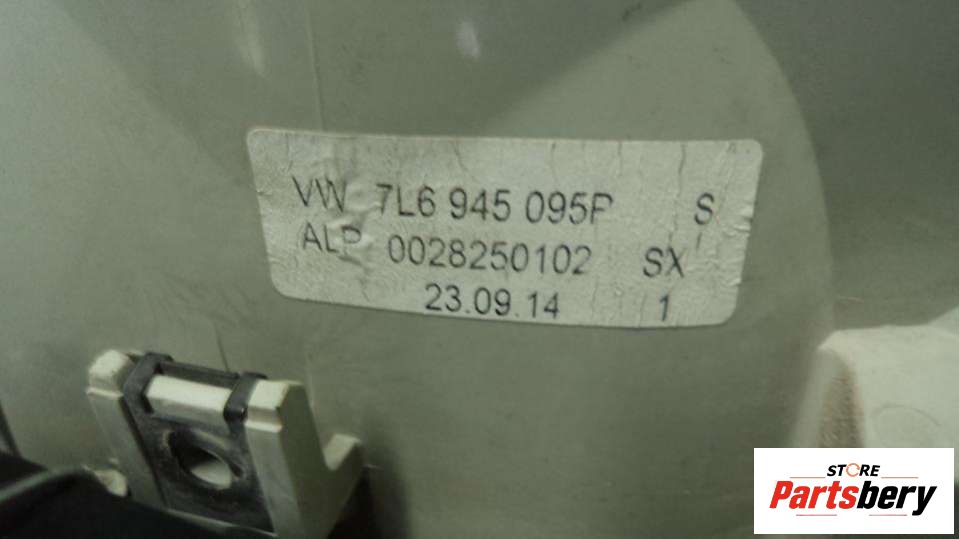 VW 7L6 945 095P S
ALP 0028250102 SX
23.09.14 1
STORE
Partsbery